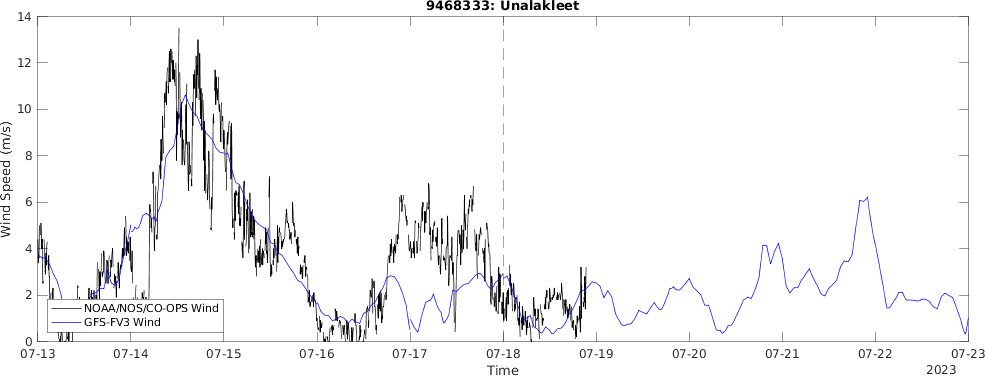 9468333: Unalakleet
Wind Speed (m/s)
14
12
10
8
6
4
2
0
NOAA/NOS/CO-OPS Wind
GFS-FV3 Wind
07-13 07-14 07-15 07-16 07-17 07-18 07-19 07-20 07-21 07-22 07-23
Time
2023